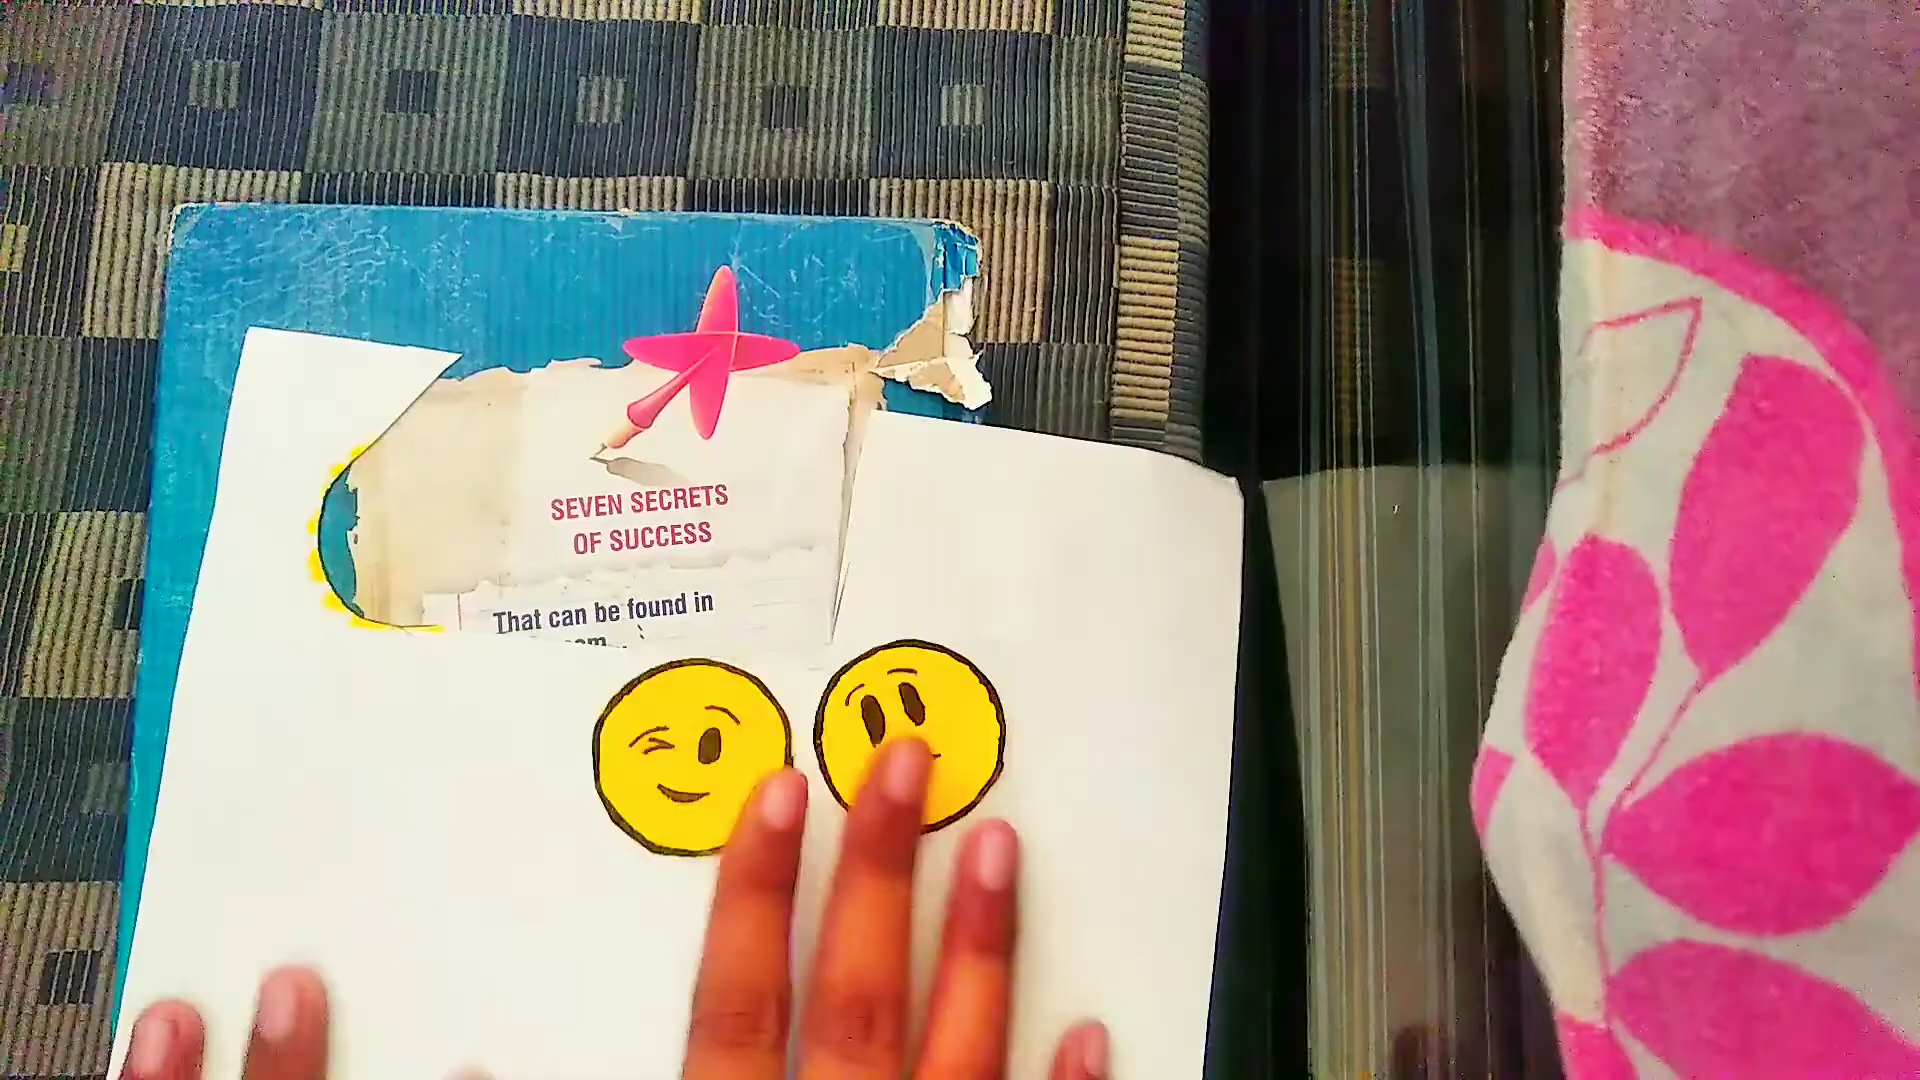 SEVEN SECRETS
OF SUCCESS
That can be found in